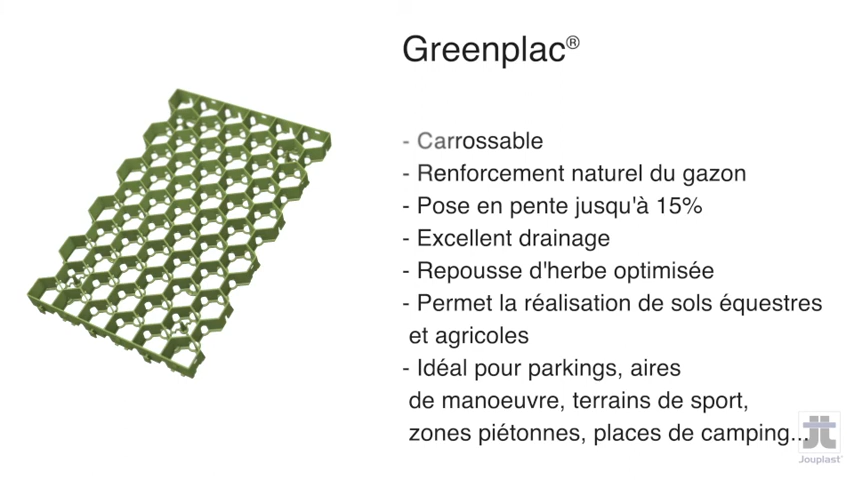 Greenplac®
- Carrossable
- Renforcement naturel du gazon
- Pose en pente jusqu'à 15%
- Excellent drainage
- Repousse d'herbe optimisée
- Permet la réalisation de sols équestres
et agricoles
- Idéal pour parkings, aires
de manoeuvre, terrains de sport,
zones piétonnes, places de camping...
Jouplast®